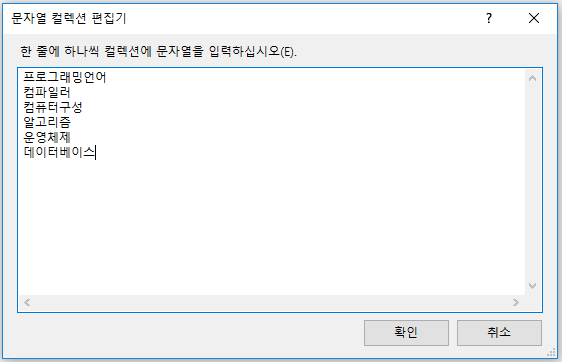 문자열 컬렉션 편집기
?
한 줄에 하나씩 컬렉션에 문자열을 입력하십시오(E).
프로그래밍언어
컴파일러
컴퓨터구성
알고리즘
운영체제
데이터베이스
확인
취소